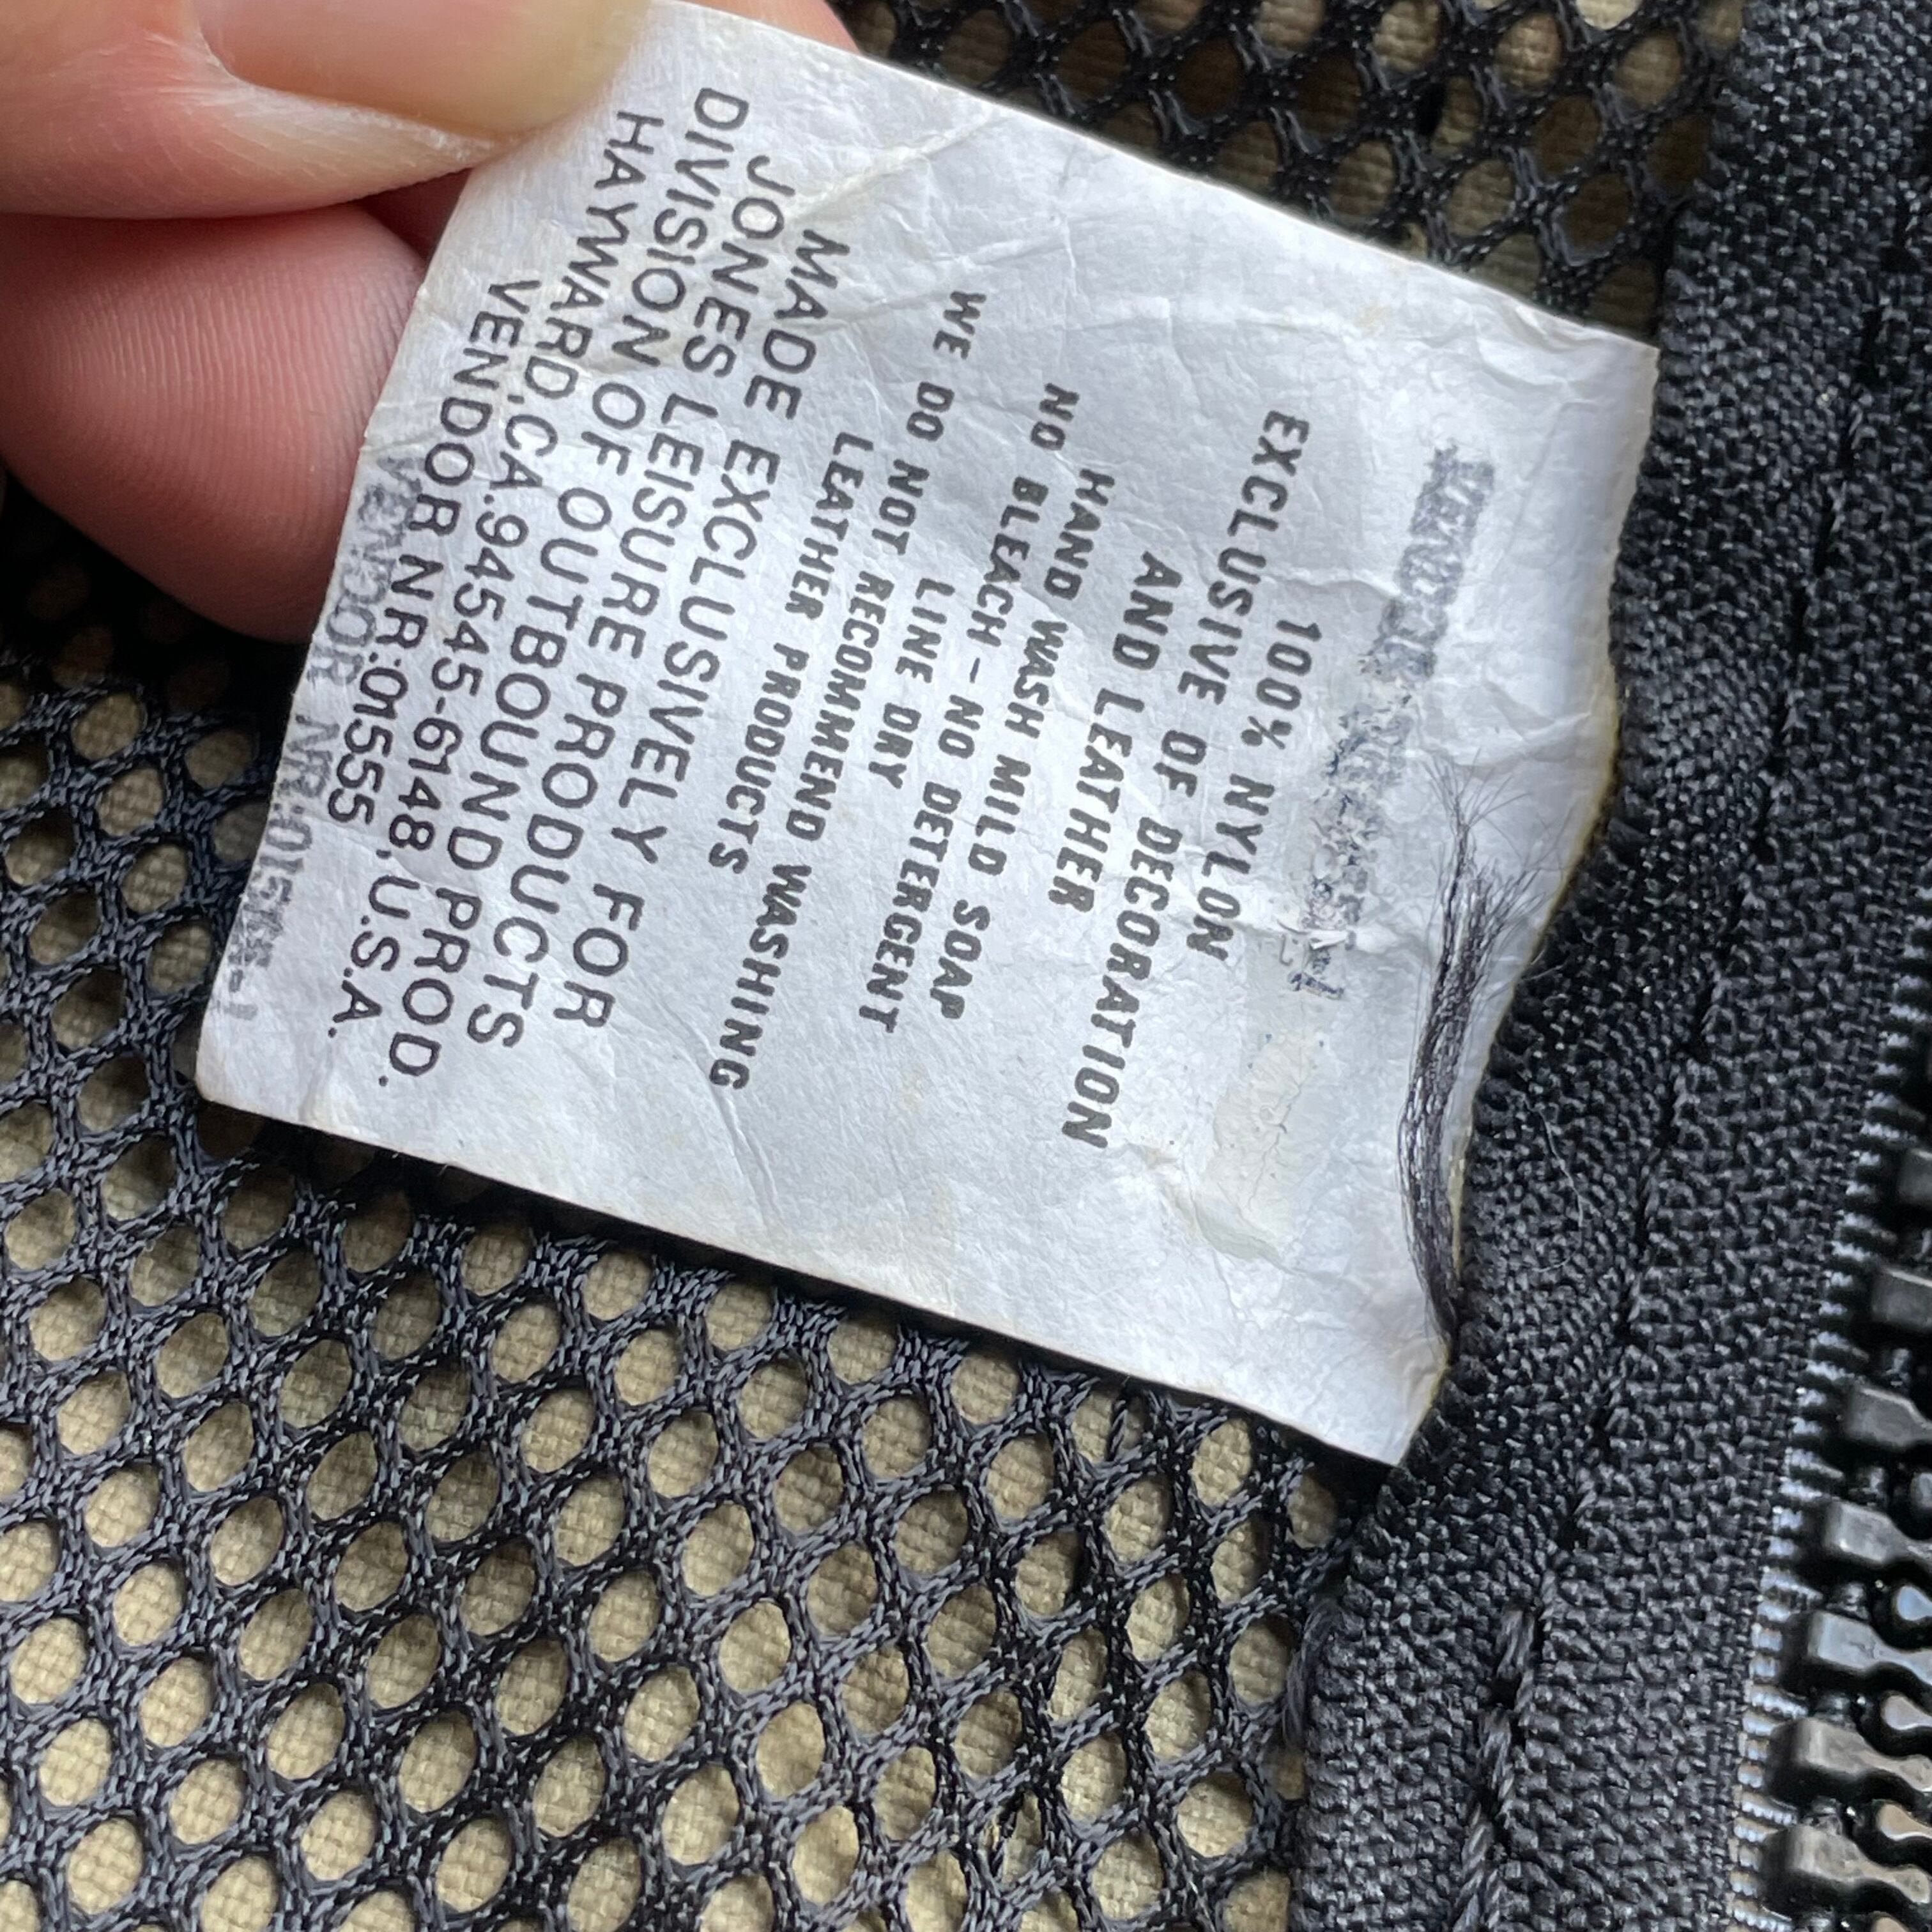 100% NYLON
EXCLUSIVE OF DECORATION
AND LEATHER
HAND WASH MILD SOAP
NO BLEACH - NO DETERGENT
LINE DRY
WE DO NOT RECOMMEND WASHING
LEATHER PRODUCTS
MADE EXCLUSIVELY FOR
JONES LEISURE PRODUCTS
DIVISION OF OUTBOUND PROD.
HAYWARD,CA.94545-6148, U.S.A.
VENDOR NR:01555
VENDOR NR: